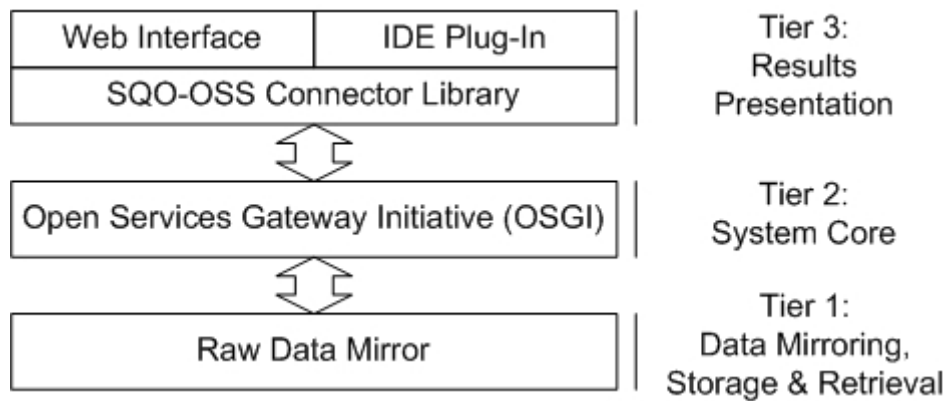 Web Interface
IDE Plug-In
SQO-OSS Connector Library
Tier 3:
Results
Presentation
Open Services Gateway Initiative (OSGI)
Tier 2:
System Core
Raw Data Mirror
Tier 1:
Data Mirroring,
Storage & Retrieval